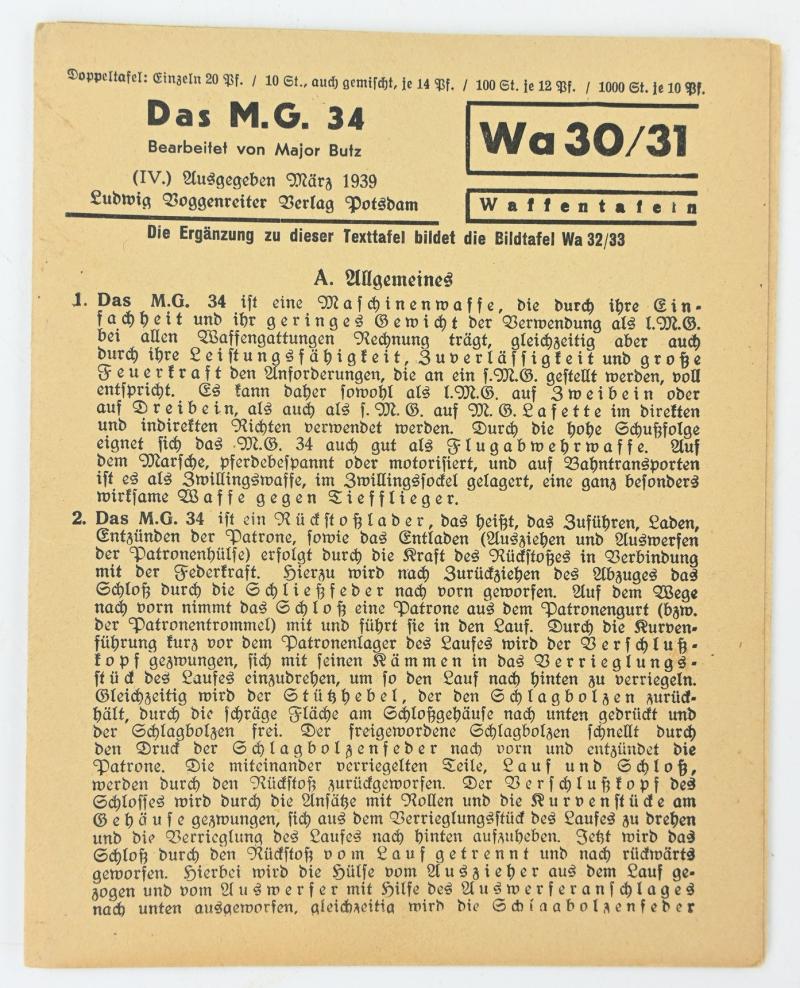 Doppeltafel: Einzeln 20 Pf. / 10 St., auch gemischt, je 14 Pf. / 100 St. je 12 Pf. / 1000 St. je 10 Pf.
Das M.G. 34
Bearbeitet von Major Butz
(IV.) Ausgegeben März 1939
Ludwig Voggenreiter Verlag Potsdam
Wa 30/31
Waffentafeln
Die Ergänzung zu dieser Texttafel bildet die Bildtafel Wa 32/33
A. Allgemeines
1. Das M.G. 34 ist eine Maschinenwaffe, die durch ihre Ein-
fachheit und ihr geringes Gewicht der Verwendung als l.M.G.
bei allen Waffengattungen Rechnung trägt, gleichzeitig aber auch
durch ihre Leistungsfähigkeit, Zuverlässigkeit und große
Feuerkraft den Anforderungen, die an ein s.M.G. gestellt werden, voll
entspricht. Es kann daher sowohl als l.M.G. auf Zweibein oder
auf Dreibein, als auch als s.M.G. auf M.G. Lafette im direkten
und indirekten Richten verwendet werden. Durch die hohe Schußfolge
eignet sich das M.G. 34 auch gut als Flugabwehrwaffe. Auf
dem Marsche, pferdebespannt oder motorisiert, und auf Bahntransporten
ist es als Zwillingswaffe, im Zwillingssockel gelagert, eine ganz besonders
wirksame Waffe gegen Tiefflieger.
2. Das M.G. 34 ist ein Rückstoßlader, das heißt, das Zuführen, Laden,
Entzünden der Patrone, sowie das Entladen (Ausziehen und Auswerfen
der Patronenhülse) erfolgt durch die Kraft des Rückstoßes in Verbindung
mit der Federkraft. Hierzu wird nach Zurückziehen des Abzuges das
Schloß durch die Schließfeder nach vorn geworfen. Auf dem Wege
nach vorn nimmt das Schloß eine Patrone aus dem Patronengurt (bzw.
der Patronentrommel) mit und führt sie in den Lauf. Durch die Kurven-
führung kurz vor dem Patronenlager des Laufes wird der Verschluß-
kopf gezwungen, sich mit seinen Kämmen in das Verrieglungs-
stück des Laufes einzudrehen, um so den Lauf nach hinten zu verriegeln.
Gleichzeitig wird der Stützhebel, der den Schlagbolzen zurück-
hält, durch die schräge Fläche am Schloßgehäuse nach unten gedrückt und
der Schlagbolzen frei. Der freigewordene Schlagbolzen schnellt durch
den Druck der Schlagbolzenfeder nach vorn und entzündet die
Patrone. Die miteinander verriegelten Teile, Lauf und Schloß,
werden durch den Rückstoß zurückgeworfen. Der Verschlußkopf des
Schlosses wird durch die Ansätze mit Rollen und die Kurvenstücke am
Gehäuse gezwungen, sich aus dem Verrieglungsstück des Laufes zu drehen
und die Verrieglung des Laufes nach hinten aufzuheben. Jetzt wird das
Schloß durch den Rückstoß vom Lauf getrennt und nach rückwärts
geworfen. Hierbei wird die Hülse vom Auszieher aus dem Lauf ge-
zogen und vom Auswerfer mit Hilfe des Auswerferanschlages
nach unten ausgeworfen, gleichzeitig wird die Schlagbolzenfeder